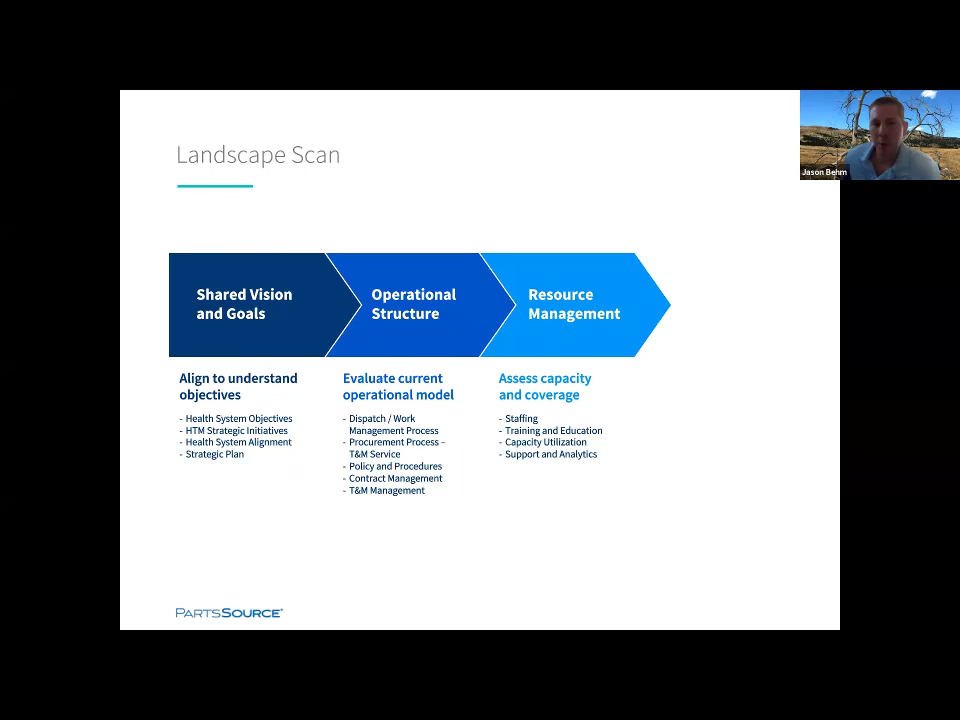 Landscape Scan
Jason Behm
Shared Vision
and Goals
Operational
Structure
Resource
Management
Align to understand
objectives
- Health System Objectives
- HTM Strategic Initiatives
- Health System Alignment
- Strategic Plan
Evaluate current
operational model
- Dispatch / Work
Management Process
- Procurement Process –
T&M Service
- Policy and Procedures
- Contract Management
- T&M Management
Assess capacity
and coverage
- Staffing
- Training and Education
- Capacity Utilization
- Support and Analytics
PARTSSOURCE®